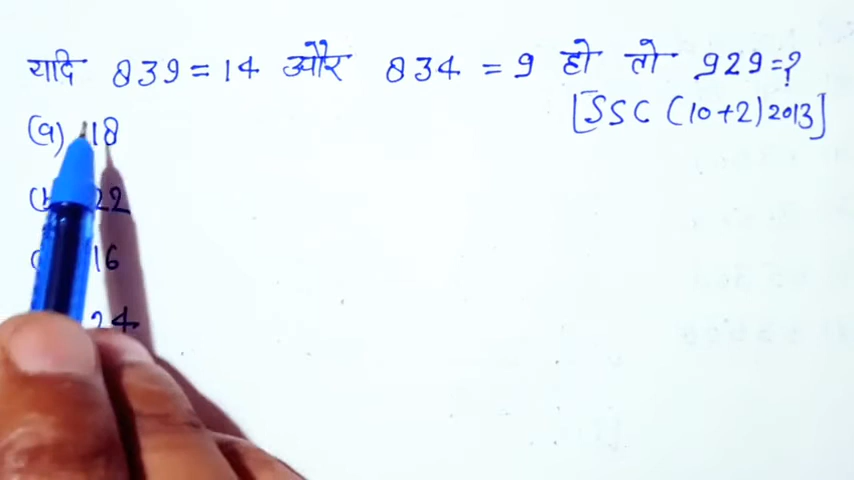 यदि 839 = 14 और 834 = 9 हो तो 929 = ?
[SSC (10+2) 2013]
(a) 18
22
16
24